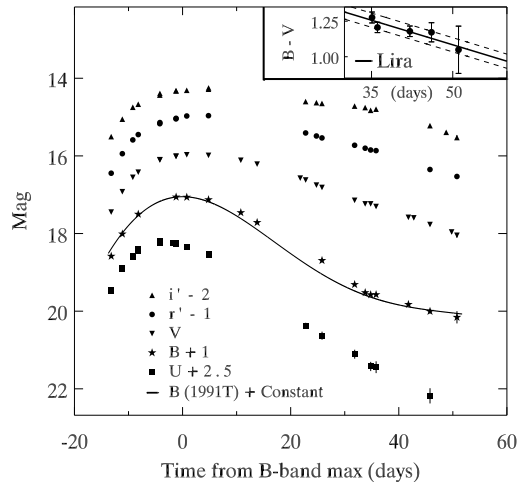 1.25
1.00
B - V
Lira
35 (days) 50
14
16
18
20
22
Mag
i' - 2
r' - 1
V
B + 1
U + 2.5
B (1991T) + Constant
-20 0 20 40 60
Time from B-band max (days)